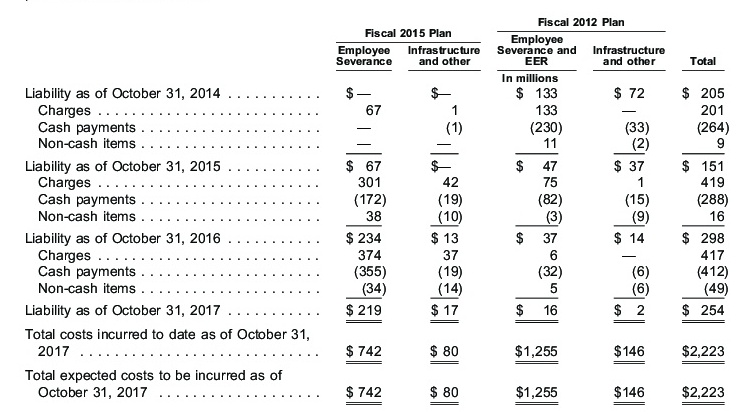 Fiscal 2012 Plan
Fiscal 2015 Plan
Employee
Employee Infrastructure Severance and Infrastructure
Severance and other EER and other Total
In millions
Liability as of October 31, 2014 . . . . . . . . . . . $ — $— $ 133 $ 72 $ 205
Charges . . . . . . . . . . . . . . . . . . . . . . . . . . 67 1 133 — 201
Cash payments . . . . . . . . . . . . . . . . . . . . . — (1) (230) (33) (264)
Non-cash items . . . . . . . . . . . . . . . . . . . . . — — 11 (2) 9
Liability as of October 31, 2015 . . . . . . . . . . . $ 67 $— $ 47 $ 37 $ 151
Charges . . . . . . . . . . . . . . . . . . . . . . . . . . 301 42 75 1 419
Cash payments . . . . . . . . . . . . . . . . . . . . . (172) (19) (82) (15) (288)
Non-cash items . . . . . . . . . . . . . . . . . . . . . 38 (10) (3) (9) 16
Liability as of October 31, 2016 . . . . . . . . . . . $ 234 $ 13 $ 37 $ 14 $ 298
Charges . . . . . . . . . . . . . . . . . . . . . . . . . . 374 37 6 — 417
Cash payments . . . . . . . . . . . . . . . . . . . . . (355) (19) (32) (6) (412)
Non-cash items . . . . . . . . . . . . . . . . . . . . . (34) (14) 5 (6) (49)
Liability as of October 31, 2017 . . . . . . . . . . . $ 219 $ 17 $ 16 $ 2 $ 254
Total costs incurred to date as of October 31,
2017 . . . . . . . . . . . . . . . . . . . . . . . . . . . . $ 742 $ 80 $1,255 $146 $2,223
Total expected costs to be incurred as of
October 31, 2017 . . . . . . . . . . . . . . . . . . . $ 742 $ 80 $1,255 $146 $2,223